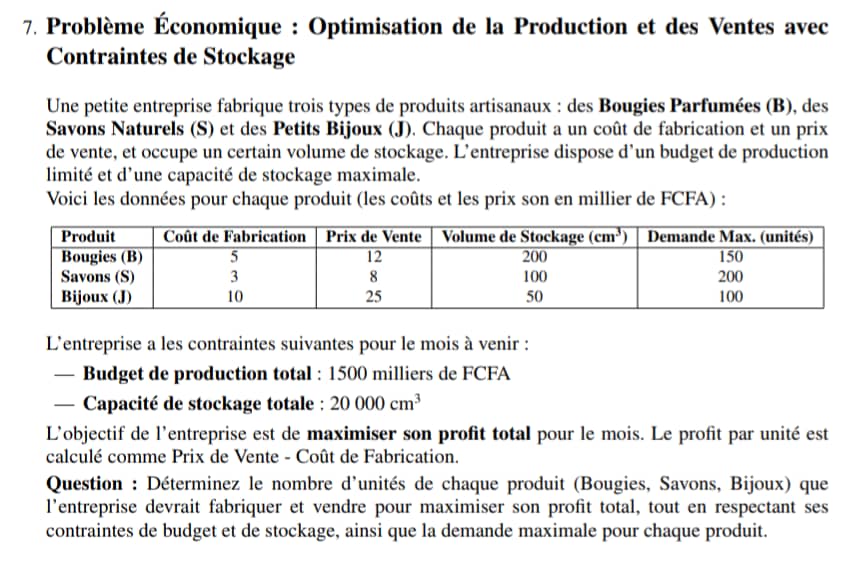 7. Problème Économique : Optimisation de la Production et des Ventes avec
Contraintes de Stockage
Une petite entreprise fabrique trois types de produits artisanaux : des Bougies Parfumées (B), des
Savons Naturels (S) et des Petits Bijoux (J). Chaque produit a un coût de fabrication et un prix
de vente, et occupe un certain volume de stockage. L'entreprise dispose d'un budget de production
limité et d'une capacité de stockage maximale.
Voici les données pour chaque produit (les coûts et les prix son en millier de FCFA) :
Produit Coût de Fabrication Prix de Vente Volume de Stockage (cm³) Demande Max. (unités)
Bougies (B) 5 12 200 150
Savons (S) 3 8 100 200
Bijoux (J) 10 25 50 100
L'entreprise a les contraintes suivantes pour le mois à venir :
— Budget de production total : 1500 milliers de FCFA
— Capacité de stockage totale : 20 000 cm³
L'objectif de l'entreprise est de maximiser son profit total pour le mois. Le profit par unité est
calculé comme Prix de Vente - Coût de Fabrication.
Question : Déterminez le nombre d'unités de chaque produit (Bougies, Savons, Bijoux) que
l'entreprise devrait fabriquer et vendre pour maximiser son profit total, tout en respectant ses
contraintes de budget et de stockage, ainsi que la demande maximale pour chaque produit.